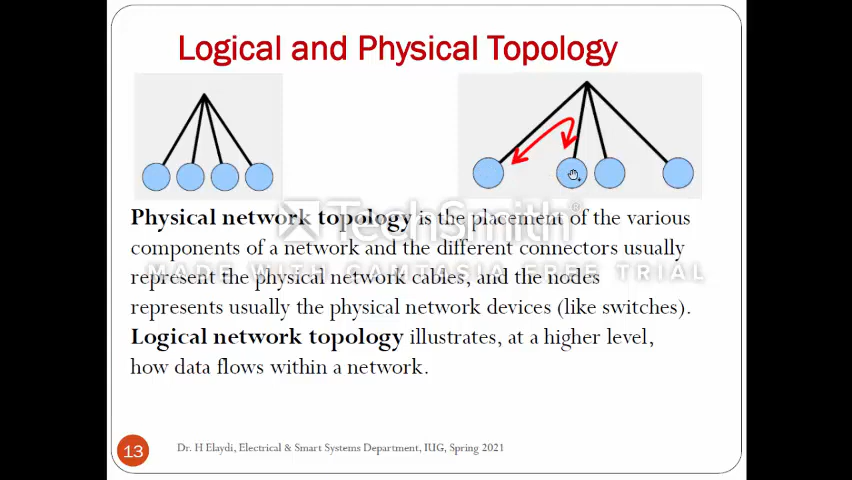 Logical and Physical Topology
Physical network topology is the placement of the various
components of a network and the different connectors usually
represent the physical network cables, and the nodes
represents usually the physical network devices (like switches).
Logical network topology illustrates, at a higher level,
how data flows within a network.
TechSmith®
MADE WITH CAMTASIA FREE TRIAL
13
Dr. H Elaydi, Electrical & Smart Systems Department, IUG, Spring 2021